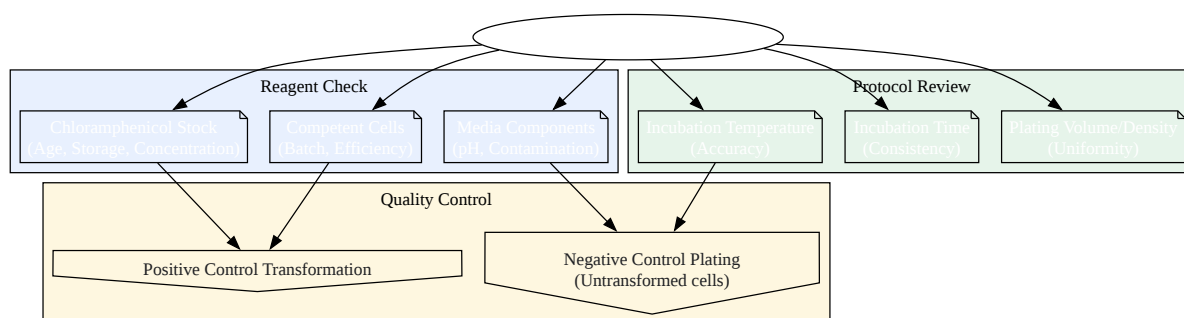 Reagent Check
Protocol Review
Chloramphenicol Stock
(Age, Storage, Concentration)
Competent Cells
(Batch, Efficiency)
Media Components
(pH, Contamination)
Incubation Temperature
(Accuracy)
Incubation Time
(Consistency)
Plating Volume/Density
(Uniformity)
Quality Control
Positive Control Transformation
Negative Control Plating
(Untransformed cells)